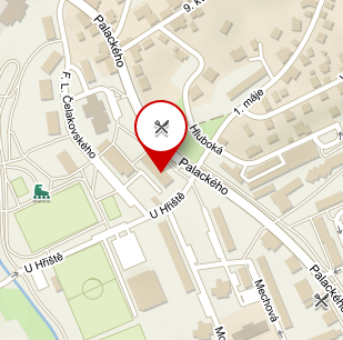 Palackého
9. k
F. L. Čelakovského
1. máje
Hluboká
Palackého
U Hřiště
U Hřiště
Mechová
Palackého
Mo